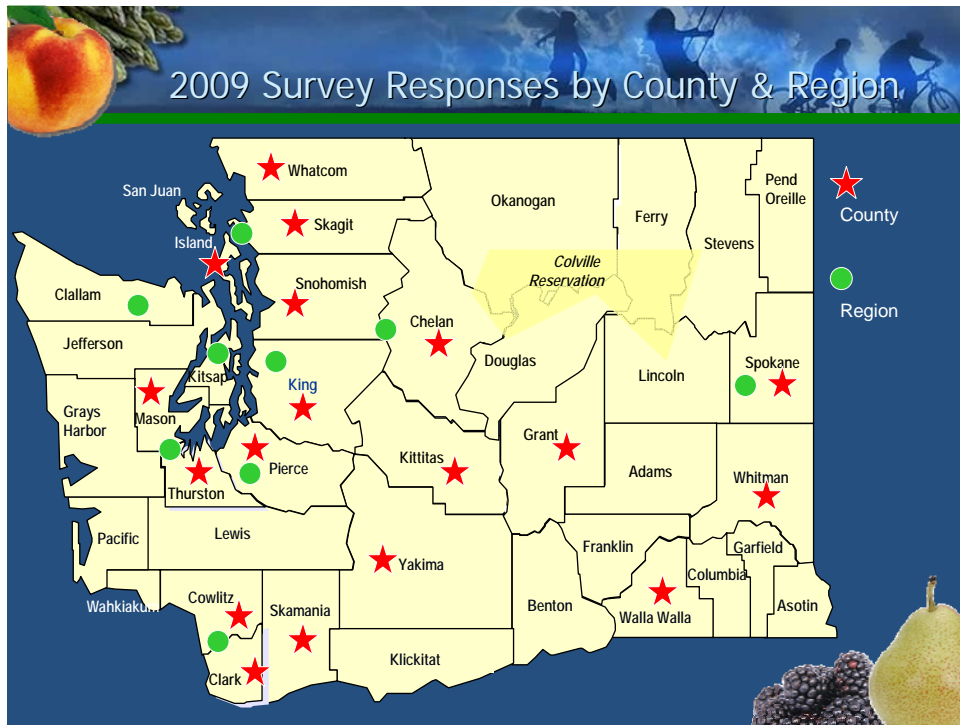 2009 Survey Responses by County & Region
Whatcom
San Juan
Okanogan
Pend
Oreille
Ferry
County
Skagit
Stevens
Island
Colville
Reservation
Snohomish
Clallam
Region
Chelan
Jefferson
Douglas
Spokane
Kitsap
Lincoln
King
Mason
Grays
Harbor
Grant
Kittitas
Pierce
Adams
Whitman
Thurston
Lewis
Pacific
Franklin
Garfield
Yakima
Columbia
Cowlitz
Wahkiakum
Skamania
Benton
Walla Walla
Asotin
Klickitat
Clark